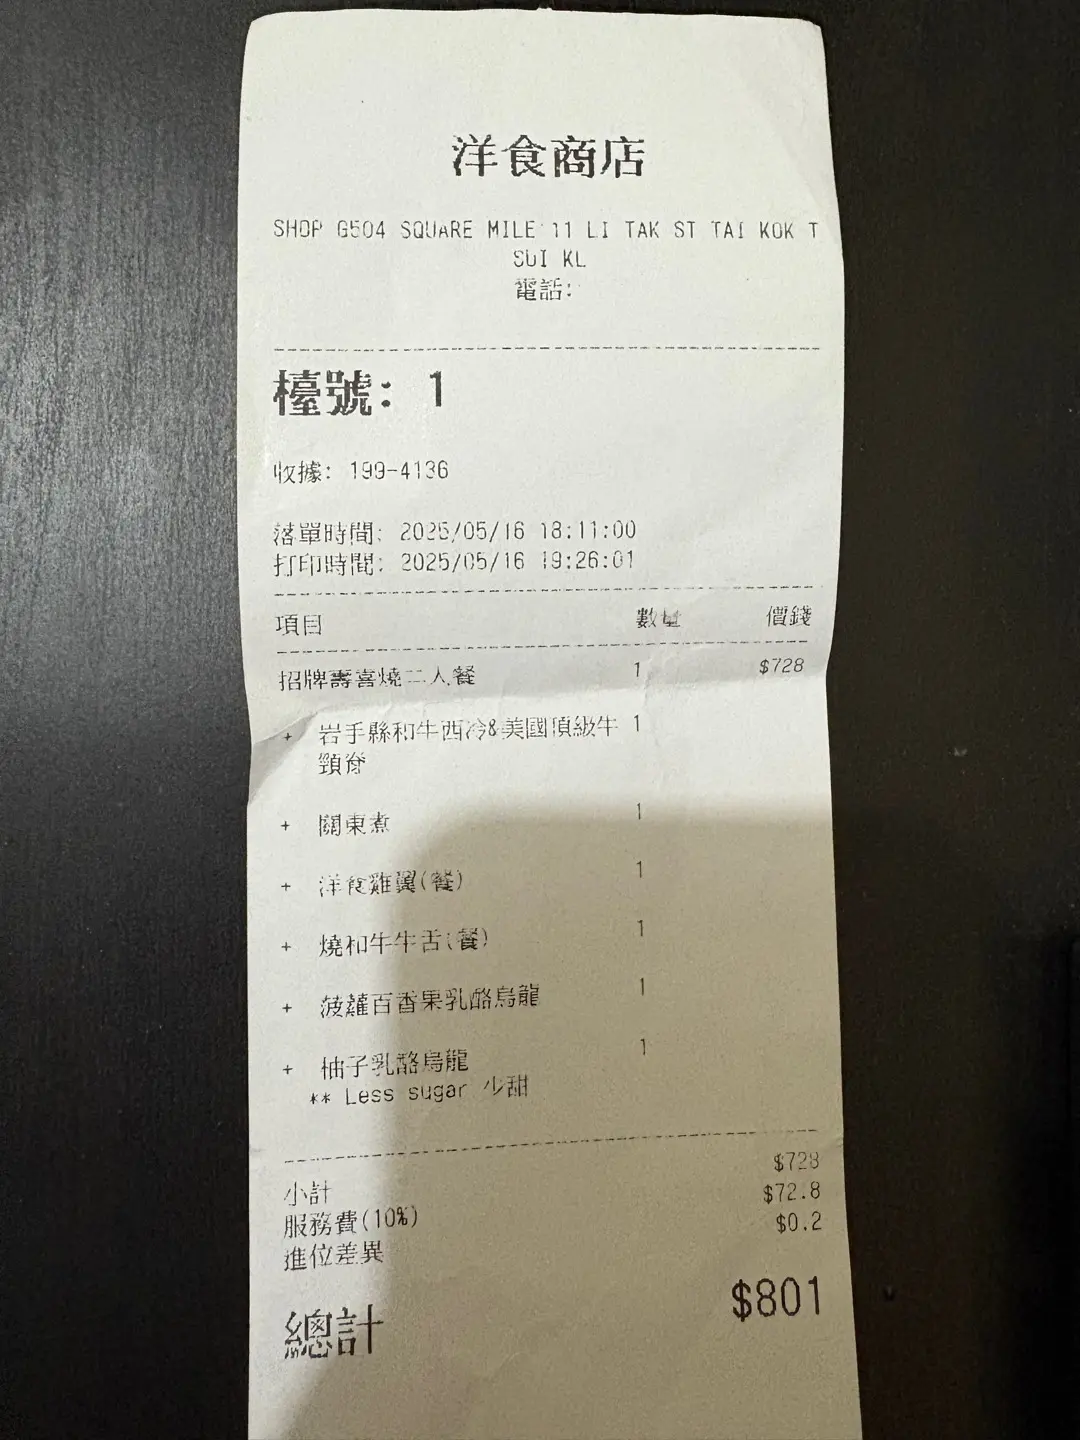 洋食商店
SHOP G504 SQUARE MILE 11 LI TAK ST TAI KOK T
SUI KL
電話:
檯號: 1
收據: 199-4136
落單時間: 2025/05/16 18:11:00
打印時間: 2025/05/16 19:26:01
項目 數量 價錢
招牌壽喜燒二人餐 1 $728
+ 岩手縣和牛西冷&美國頂級牛 1
頸脊
+ 關東煮 1
+ 洋食雞翼(餐) 1
+ 燒和牛牛舌(餐) 1
+ 菠蘿百香果乳酪烏龍 1
+ 柚子乳酪烏龍 1
** Less sugar 少甜
小計 $728
服務費(10%) $72.8
進位差異 $0.2
總計 $801